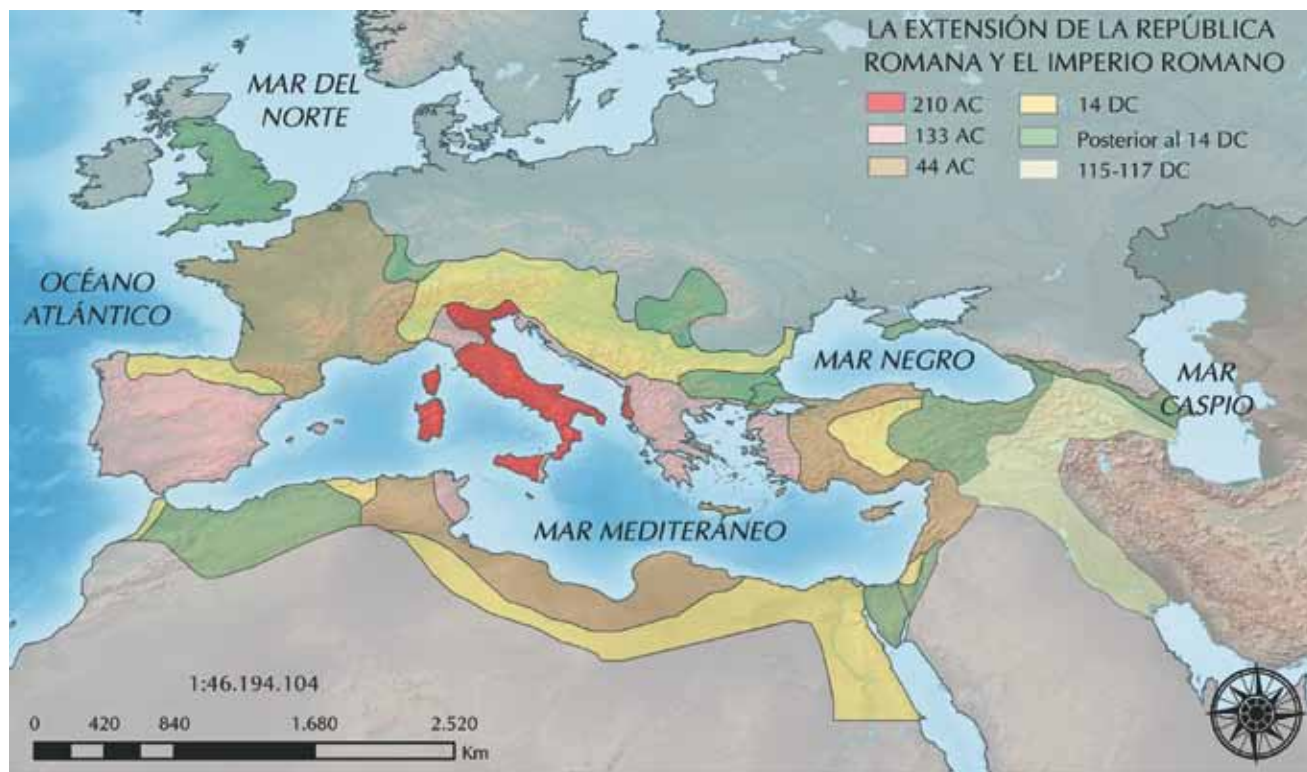 LA EXTENSIÓN DE LA REPÚBLICA
ROMANA Y EL IMPERIO ROMANO
210 AC
133 AC
44 AC
14 DC
Posterior al 14 DC
115-117 DC
MAR DEL
NORTE
OCÉANO
ATLÁNTICO
MAR NEGRO
MAR
CASPIO
MAR MEDITERÁNEO
1:46.194.104
0 420 840 1.680 2.520
Km